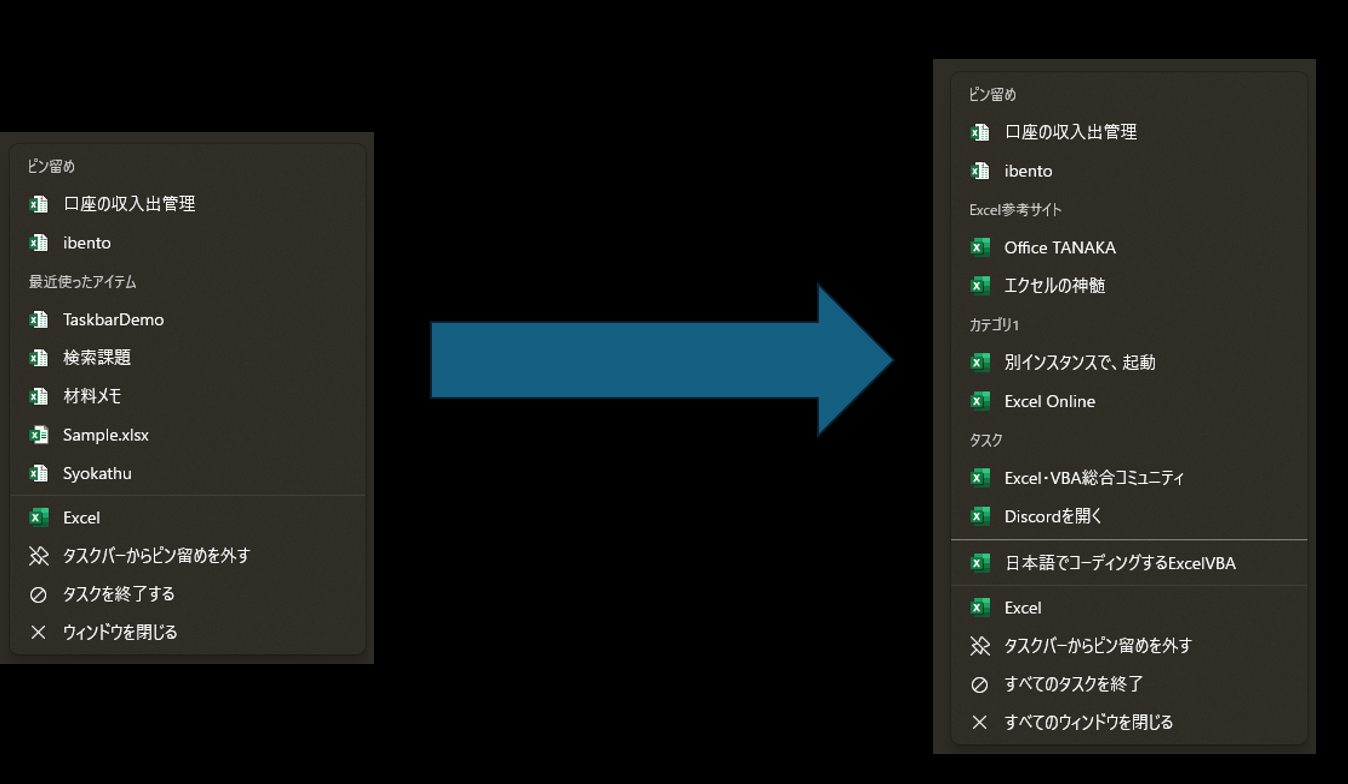 ピン留め
口座の収入出管理
ibento
最近使ったアイテム
TaskbarDemo
検索課題
材料メモ
Sample.xlsx
Syokathu
Excel
タスクバーからピン留めを外す
タスクを終了する
ウィンドウを閉じる
ピン留め
口座の収入出管理
ibento
Excel参考サイト
Office TANAKA
エクセルの神髄
カテゴリ1
別インスタンスで、起動
Excel Online
タスク
Excel・VBA総合コミュニティ
Discordを開く
日本語でコーディングするExcelVBA
Excel
タスクバーからピン留めを外す
すべてのタスクを終了
すべてのウィンドウを閉じる